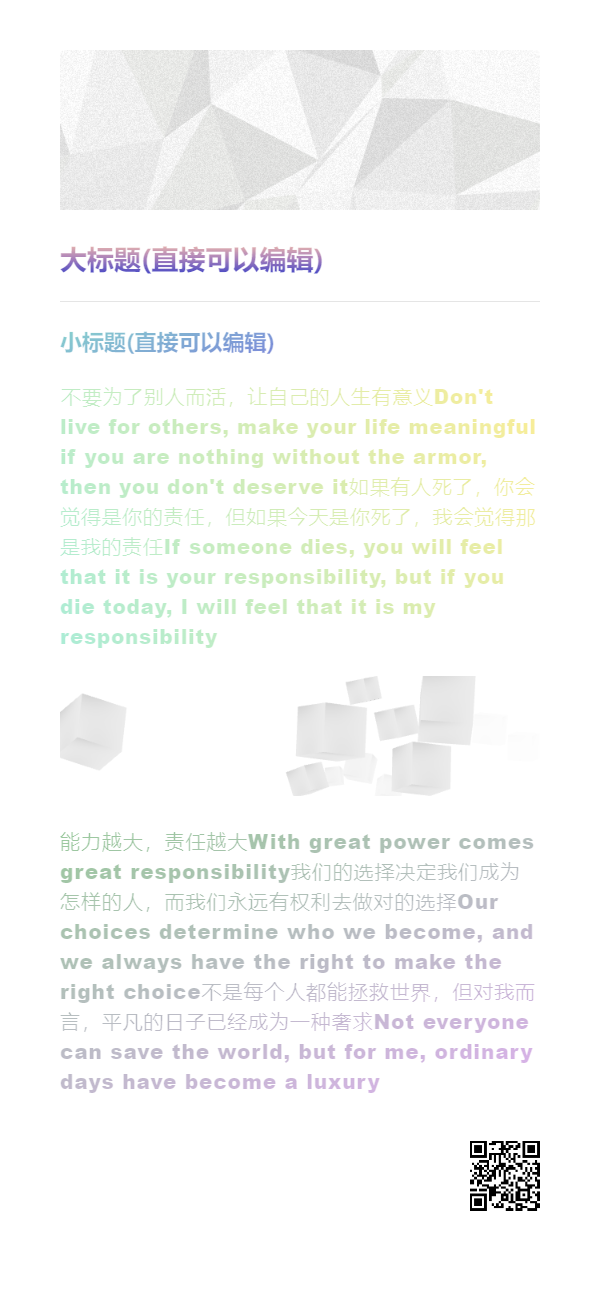 大标题(直接可以编辑)
小标题(直接可以编辑)
不要为了别人而活，让自己的人生有意义Don't
live for others, make your life meaningful
if you are nothing without the armor,
then you don't deserve it如果有人死了，你会
觉得是你的责任，但如果今天是你死了，我会觉得那
是我的责任If someone dies, you will feel
that it is your responsibility, but if you
die today, I will feel that it is my
responsibility
能力越大，责任越大With great power comes
great responsibility我们的选择决定我们成为
怎样的人，而我们永远有权利去做对的选择Our
choices determine who we become, and
we always have the right to make the
right choice不是每个人都能拯救世界，但对我而
言，平凡的日子已经成为一种奢求Not everyone
can save the world, but for me, ordinary
days have become a luxury